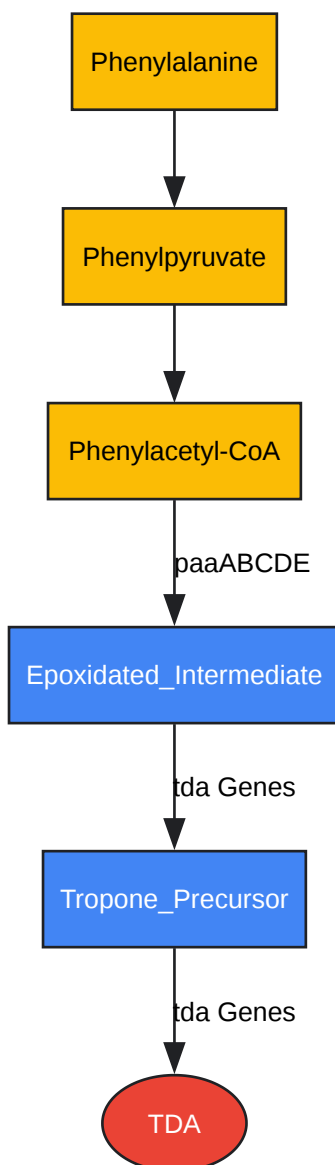 Phenylalanine
Phenylpyruvate
Phenylacetyl-CoA
paaABCDE
Epoxidated_Intermediate
tda Genes
Tropone_Precursor
tda Genes
TDA